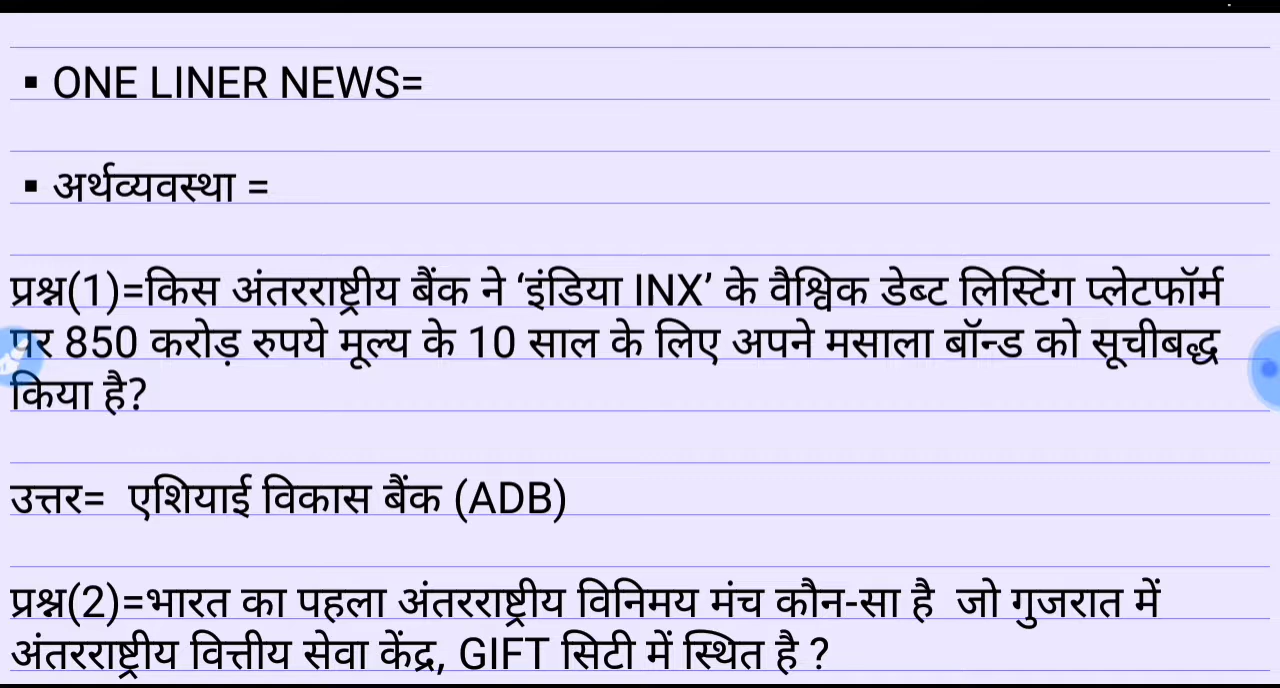 ▪ ONE LINER NEWS=
▪ अर्थव्यवस्था =
प्रश्न(1)=किस अंतरराष्ट्रीय बैंक ने ‘इंडिया INX’ के वैश्विक डेब्ट लिस्टिंग प्लेटफॉर्म
पर 850 करोड़ रुपये मूल्य के 10 साल के लिए अपने मसाला बॉन्ड को सूचीबद्ध
किया है?
उत्तर=  एशियाई विकास बैंक (ADB)
प्रश्न(2)=भारत का पहला अंतरराष्ट्रीय विनिमय मंच कौन-सा है  जो गुजरात में
अंतरराष्ट्रीय वित्तीय सेवा केंद्र, GIFT सिटी में स्थित है ?